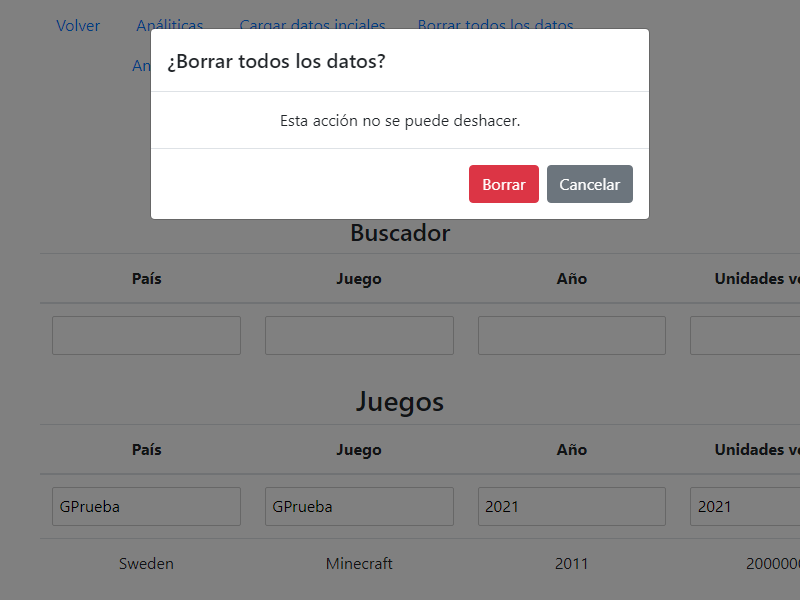 Volver Análiticas Cargar datos inciales Borrar todos los datos
An
¿Borrar todos los datos?
Esta acción no se puede deshacer.
Borrar Cancelar
Buscador
País Juego Año Unidades ve
Juegos
País Juego Año Unidades ve
GPrueba GPrueba 2021 2021
Sweden Minecraft 2011 2000000